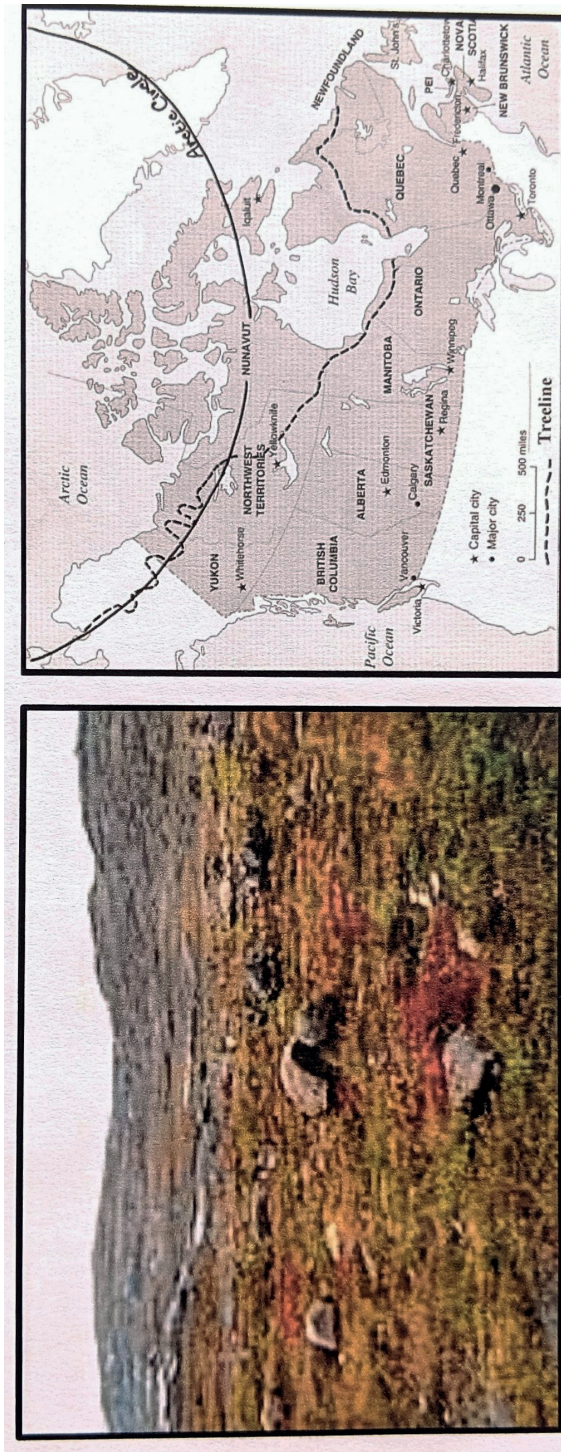 Arctic Circle
Arctic
Ocean
NUNAVUT
Iqaluit
YUKON
Whitehorse
NORTHWEST
TERRITORIES
Yellowknife
Hudson
Bay
NEWFOUNDLAND
St. John's
BRITISH
COLUMBIA
ALBERTA
Edmonton
Calgary
SASKATCHEWAN
Regina
MANITOBA
Winnipeg
ONTARIO
QUEBEC
PEI
Charlottetow
NOVA
SCOTI
Halifax
Fredericton
NEW BRUNSWICK
Quebec
Montreal
Ottawa
Toronto
Atlantic
Ocean
Pacific
Ocean
Vancouver
Victoria
Capital city
Major city
0 250 500 miles
Treeline